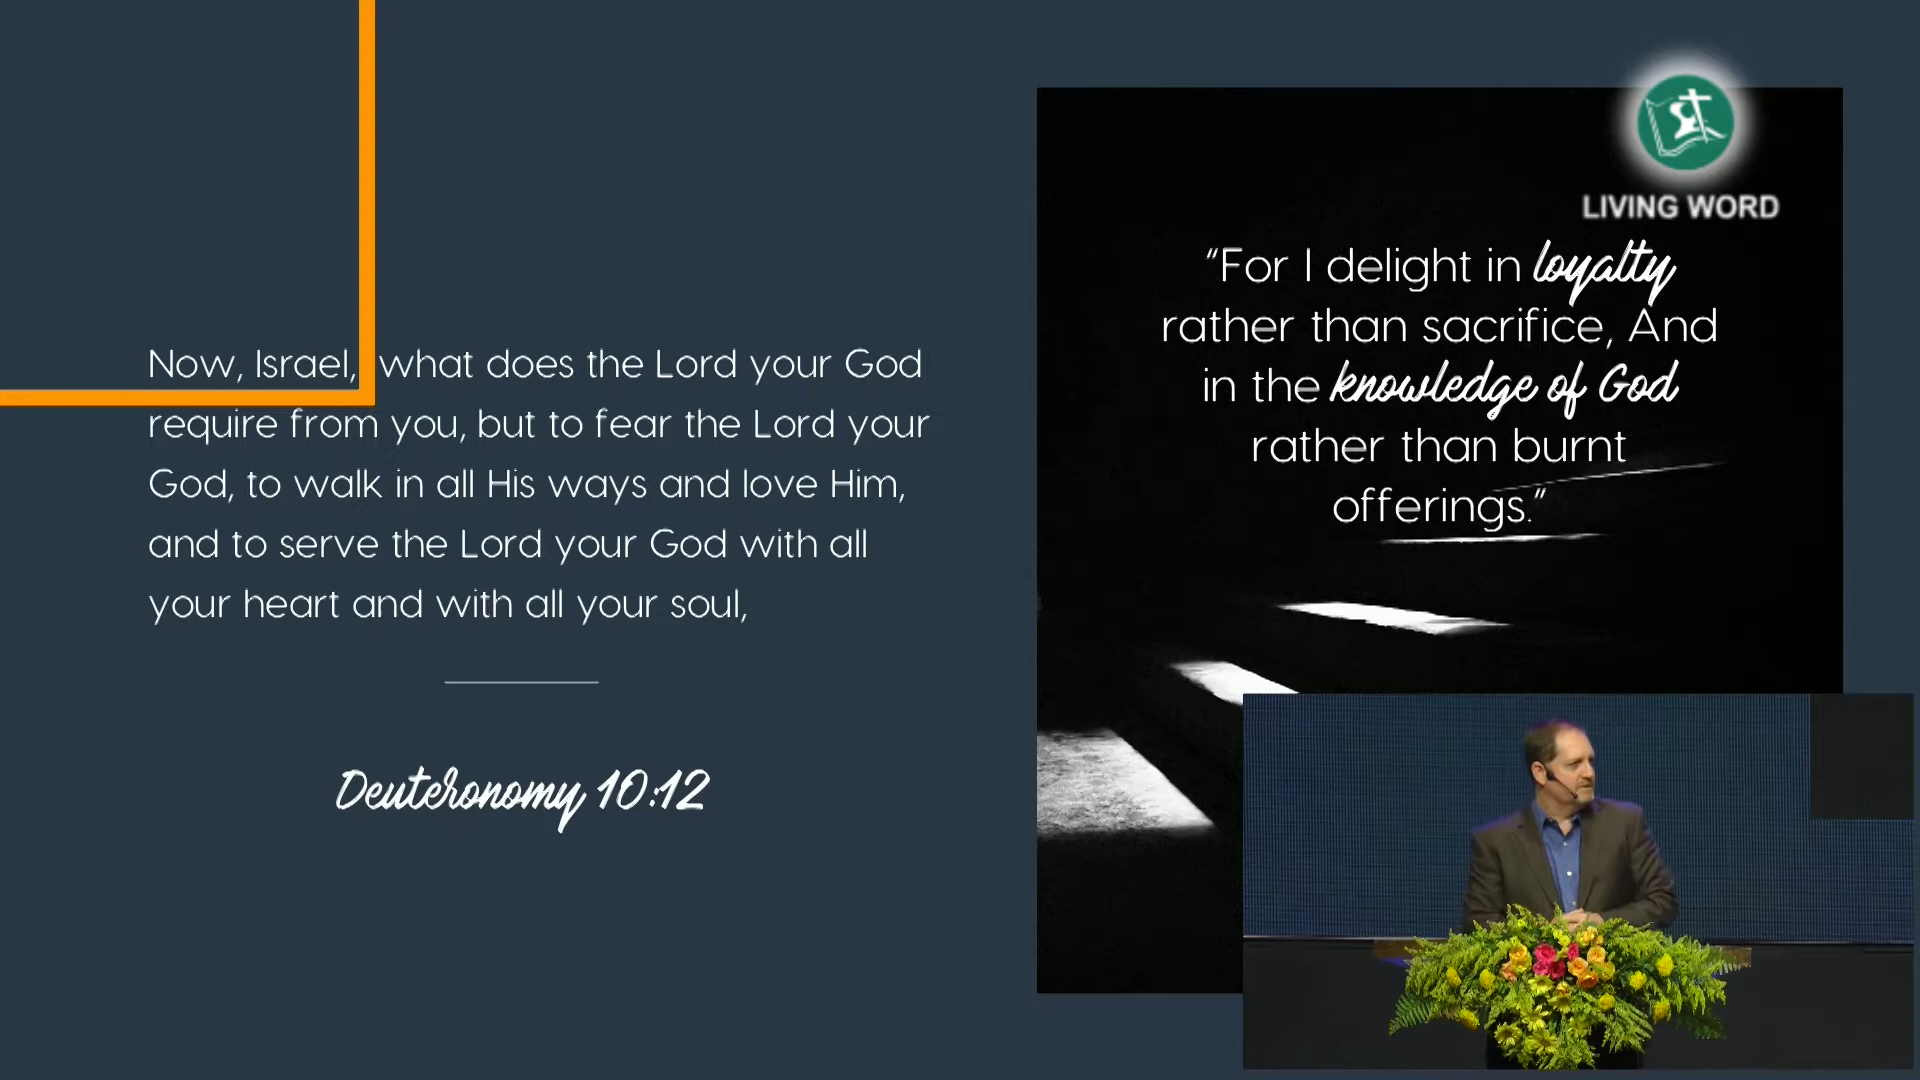 Now, Israel, what does the Lord your God
require from you, but to fear the Lord your
God, to walk in all His ways and love Him,
and to serve the Lord your God with all
your heart and with all your soul,
Deuteronomy 10:12
LIVING WORD
“For I delight in loyalty
rather than sacrifice, And
in the knowledge of God
rather than burnt
offerings.”